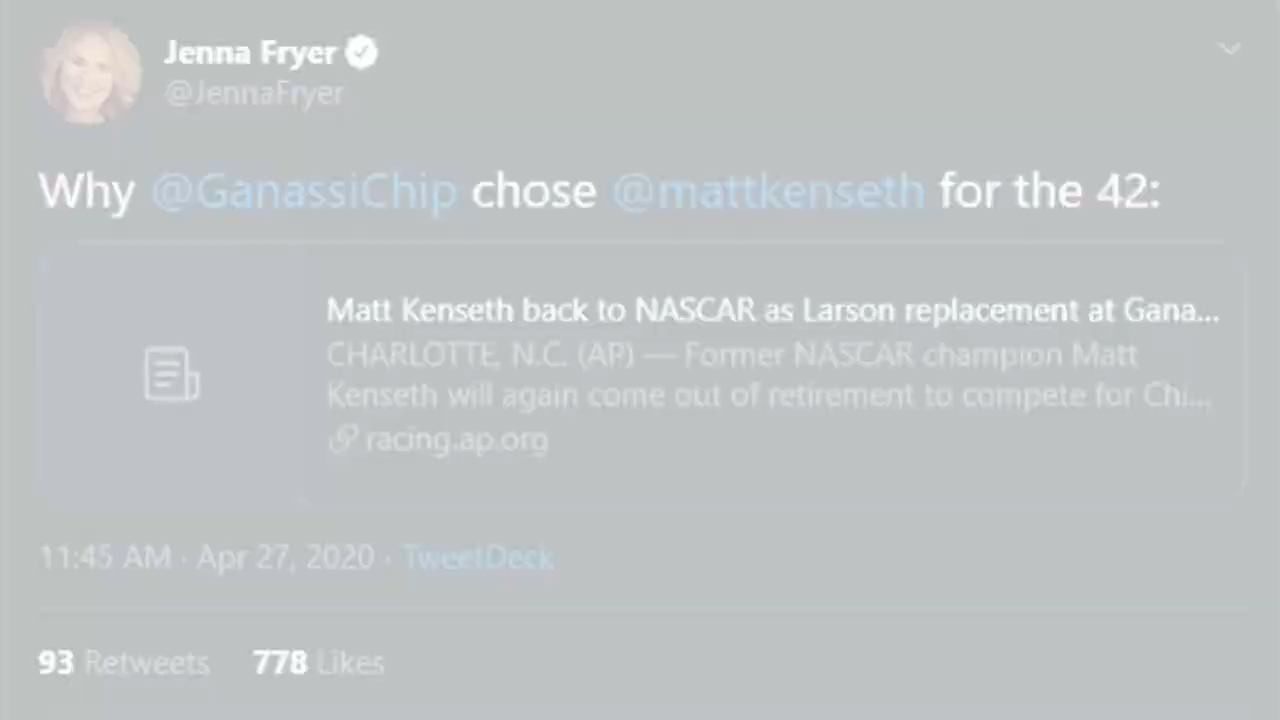 Jenna Fryer
@JennaFryer
Why @GanassiChip chose @mattkenseth for the 42:
Matt Kenseth back to NASCAR as Larson replacement at Gana...
CHARLOTTE, N.C. (AP) — Former NASCAR champion Matt
Kenseth will again come out of retirement to compete for Chi...
racing.ap.org
11:45 AM · Apr 27, 2020 · TweetDeck
93 Retweets 778 Likes